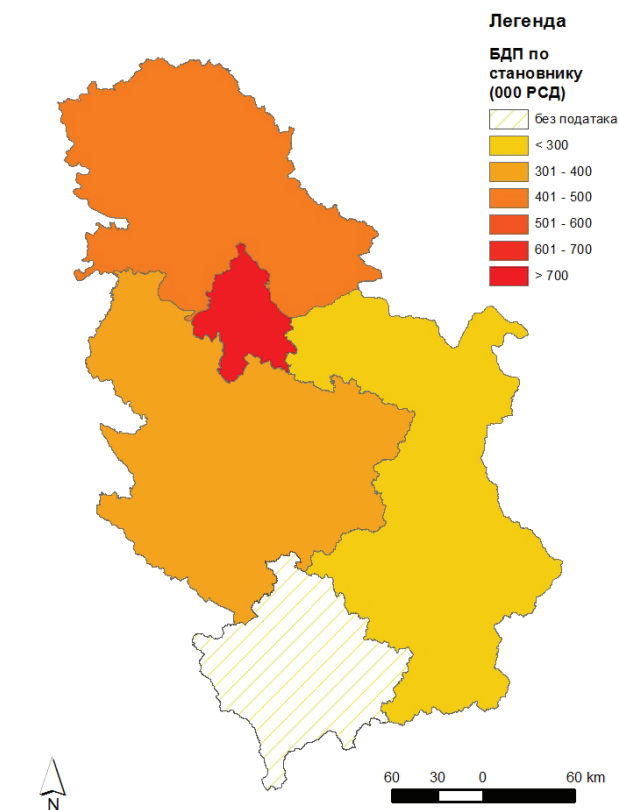 Легенда
БДП по
становнику
(000 РСД)
без података
< 300
301 - 400
401 - 500
501 - 600
601 - 700
> 700
N
60 30 0 60 km